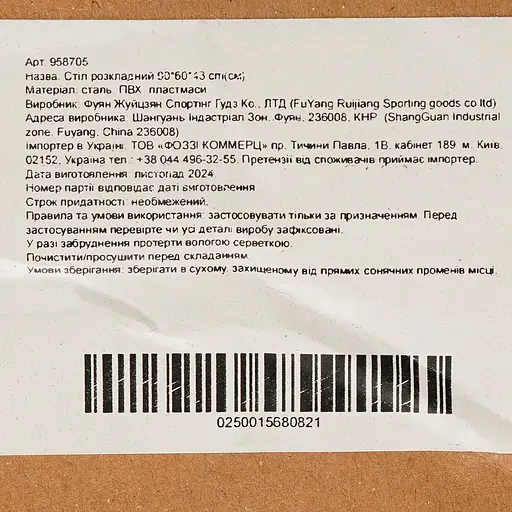 Арт. 958705
Назва: Стіл розкладний 90*60*43 cm(см)
Матеріал: сталь, ПВХ, пластмаси
Виробник: Фуян Жуйцзян Спортінг Гудз Ко., ЛТД (FuYang Ruijiang Sporting goods co ltd)
Адреса виробника: Шангуань Індастріал Зон, Фуян, 236008, КНР (ShangGuan Industrial
zone, Fuyang, China 236008)
Імпортер в Україні: ТОВ «ФОЗЗІ КОММЕРЦ» пр. Тичини Павла, 1В, кабінет 189, м. Київ,
02152, Україна тел.: +38 044 496-32-55. Претензії від споживачів приймає імпортер.
Дата виготовлення: листопад 2024
Номер партії відповідає даті виготовлення
Строк придатності: необмежений.
Правила та умови використання: застосовувати тільки за призначенням. Перед
застосуванням перевірте чи усі деталі виробу зафіксовані.
У разі забруднення протерти вологою серветкою.
Почистити/просушити перед складанням.
Умови зберігання: зберігати в сухому, захищеному від прямих сонячних променів місці.
0250015680821